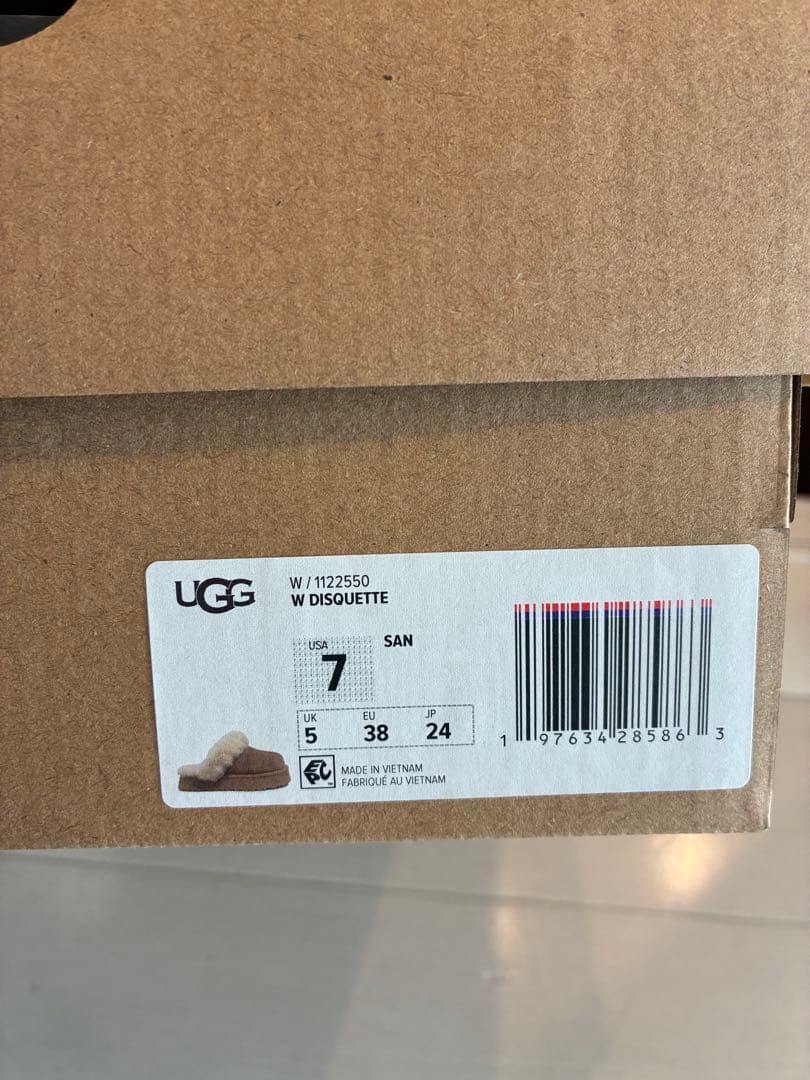 UGG
W / 1122550
W DISQUETTE
USA
7
SAN
UK EU JP
5 38 24
MADE IN VIETNAM
FABRIQUÉ AU VIETNAM
1 97634 28586 3